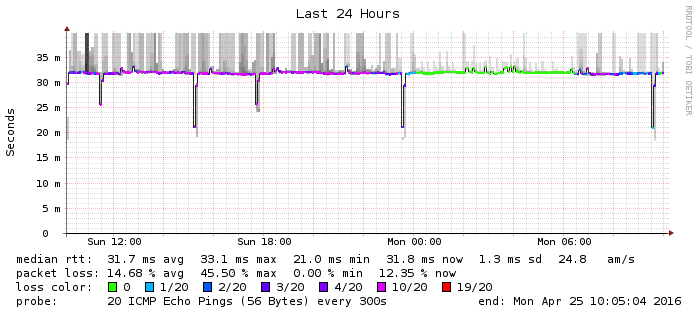 Last 24 Hours
RRDTOOL / TOBI OETIKER
Seconds
35 m
30 m
25 m
20 m
15 m
10 m
5 m
0
Sun 12:00 Sun 18:00 Mon 00:00 Mon 06:00
median rtt: 31.7 ms avg 33.1 ms max 21.0 ms min 31.8 ms now 1.3 ms sd 24.8 am/s
packet loss: 14.68 % avg 45.50 % max 0.00 % min 12.35 % now
loss color: 0 1/20 2/20 3/20 4/20 10/20 19/20
probe: 20 ICMP Echo Pings (56 Bytes) every 300s end: Mon Apr 25 10:05:04 2016